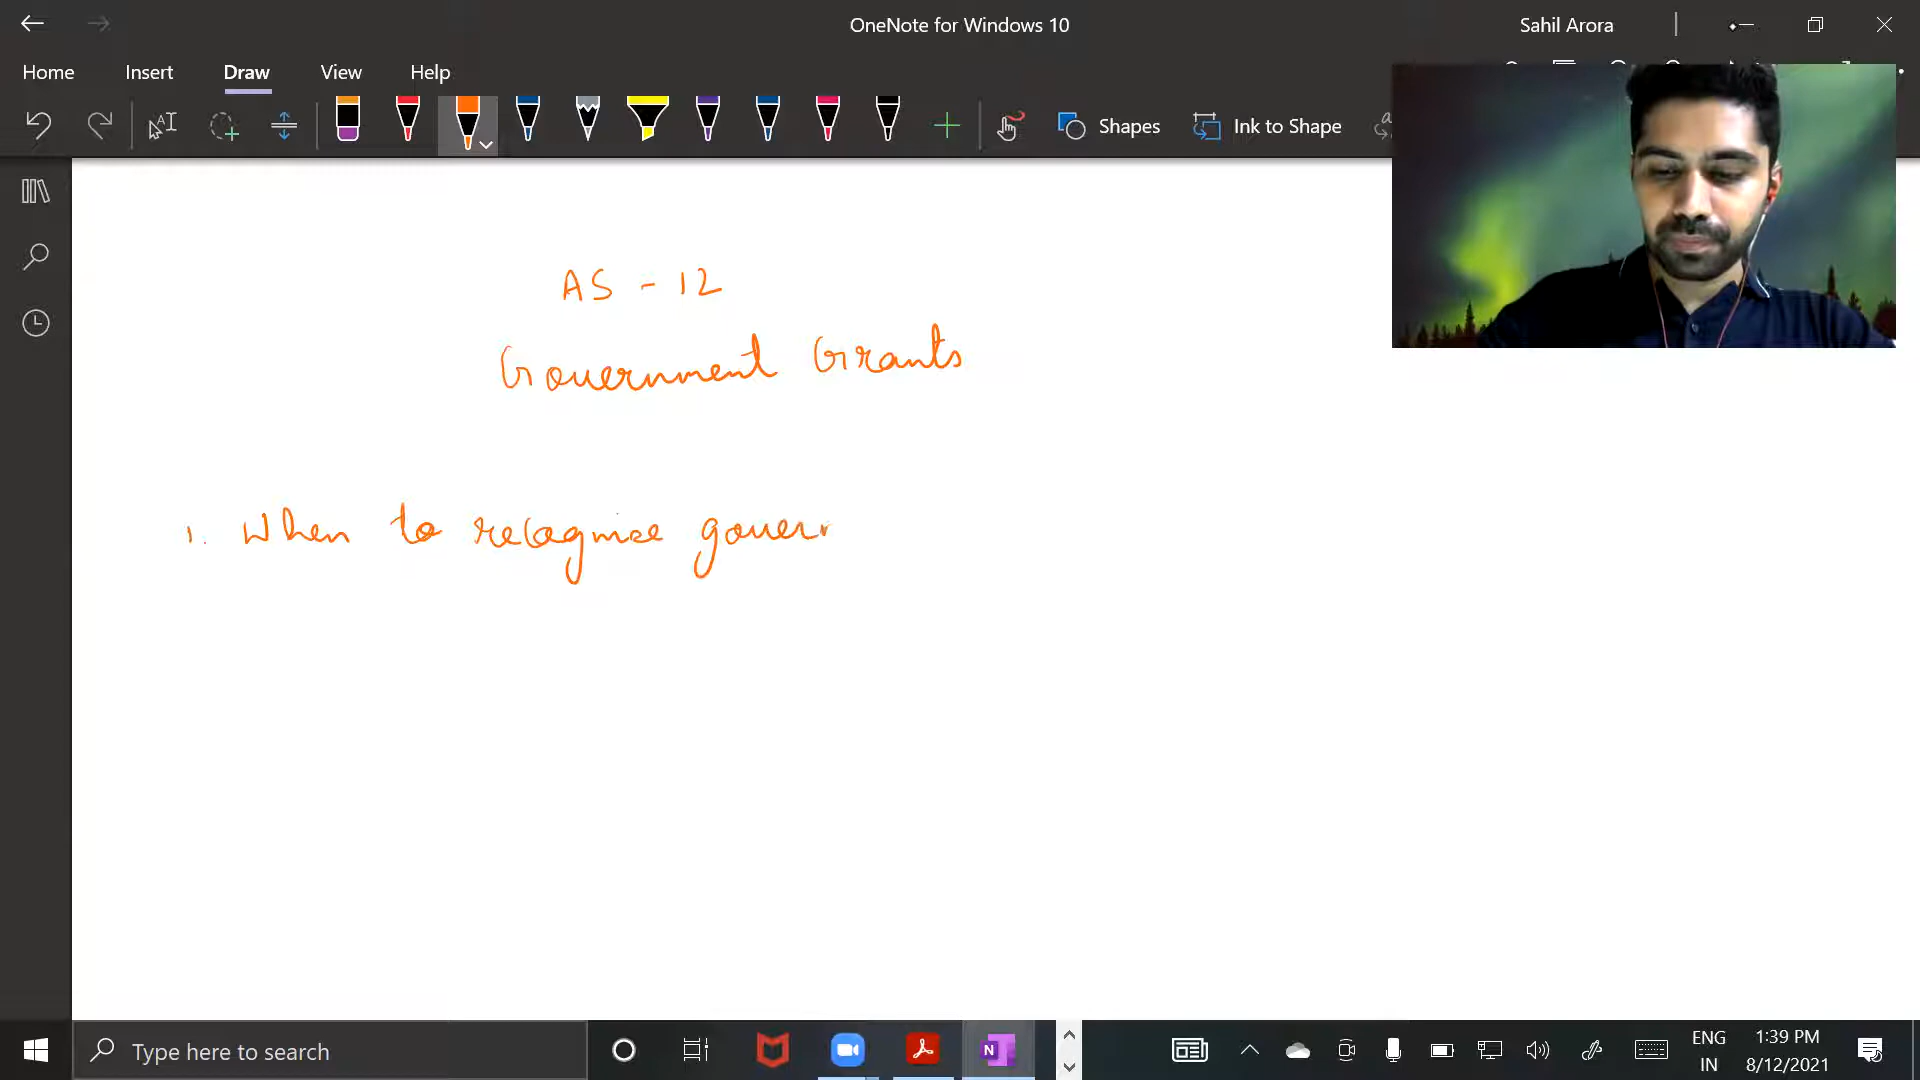 OneNote for Windows 10
Sahil Arora
Home Insert Draw View Help
Shapes
Ink to Shape
AS - 12
Government Grants
1. When to recognise gover
Type here to search
ENG
IN
1:39 PM
8/12/2021